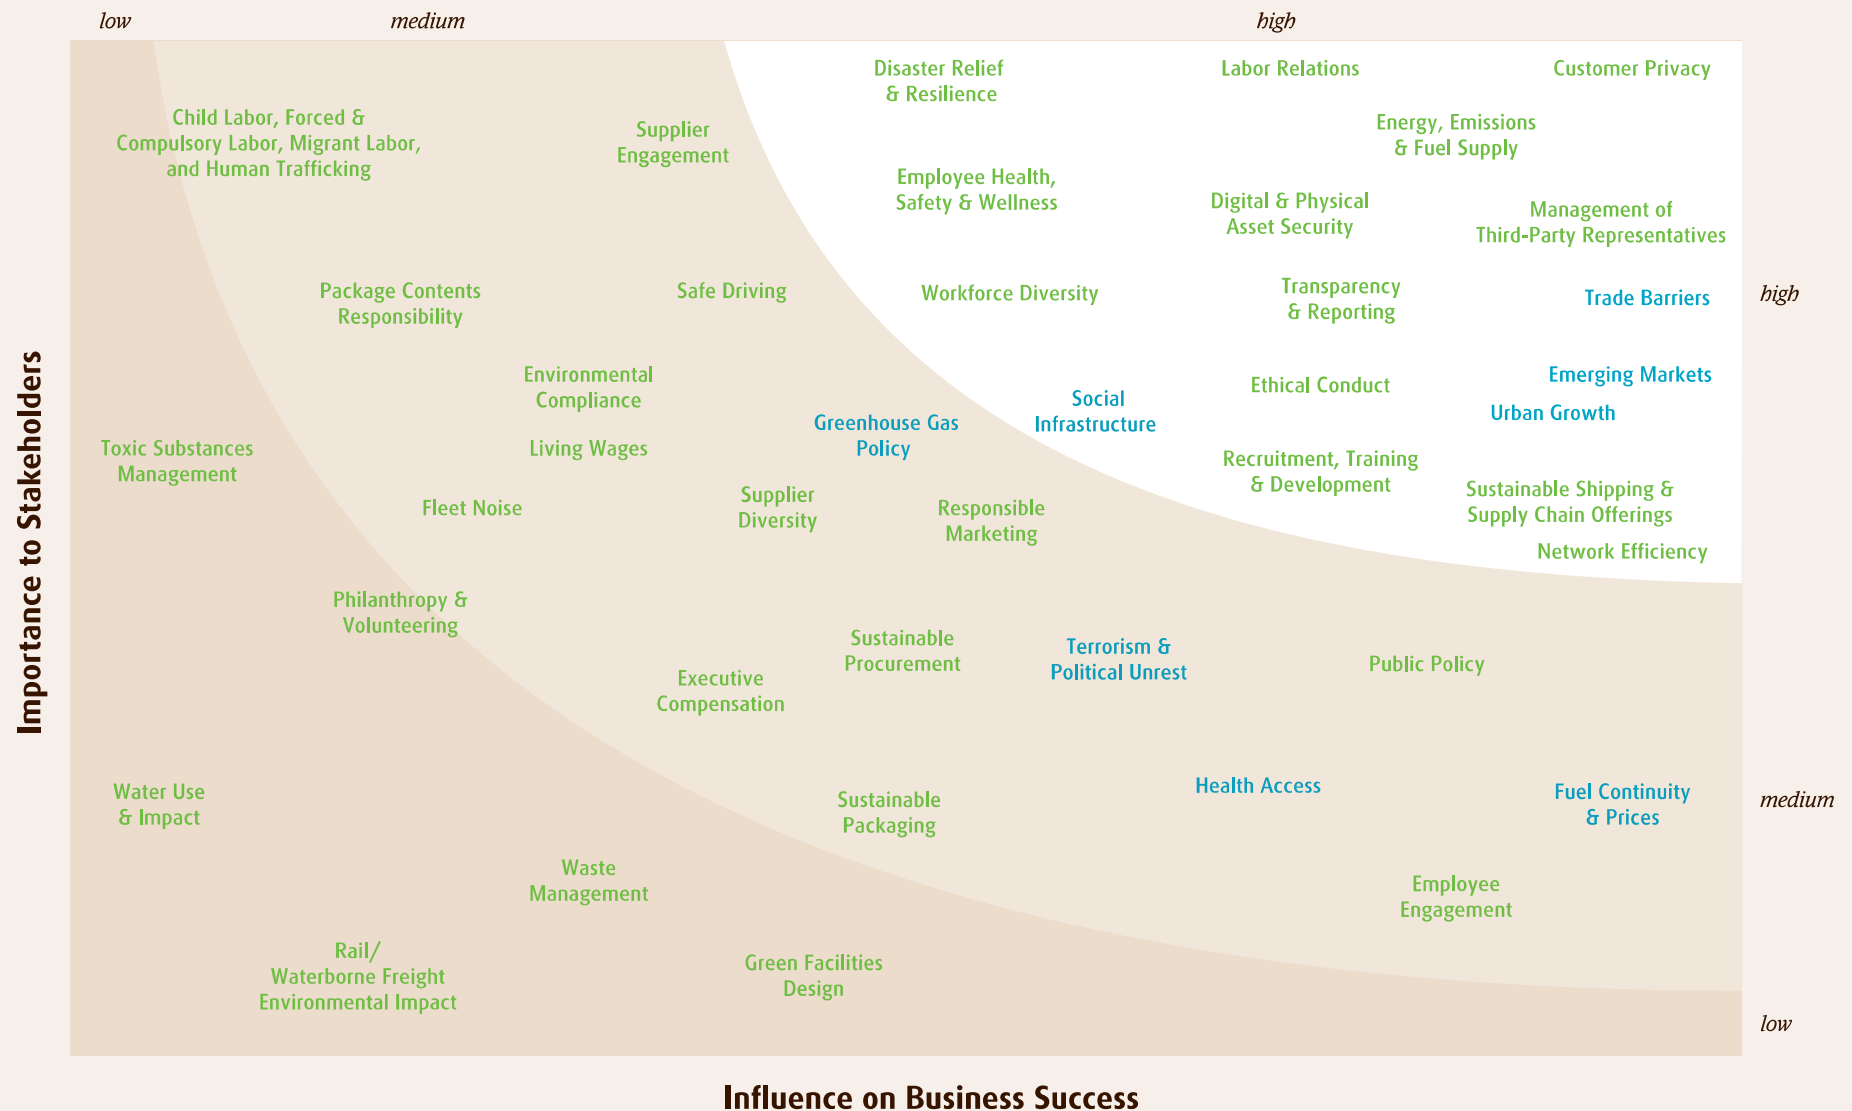 low
medium
high
Disaster Relief
& Resilience
Labor Relations
Customer Privacy
Child Labor, Forced &
Compulsory Labor, Migrant Labor,
and Human Trafficking
Supplier
Engagement
Energy, Emissions
& Fuel Supply
Employee Health,
Safety & Wellness
Digital & Physical
Asset Security
Management of
Third-Party Representatives
Package Contents
Responsibility
Safe Driving
Workforce Diversity
Transparency
& Reporting
Trade Barriers
high
Environmental
Compliance
Social
Infrastructure
Ethical Conduct
Emerging Markets
Urban Growth
Greenhouse Gas
Policy
Toxic Substances
Management
Living Wages
Recruitment, Training
& Development
Sustainable Shipping &
Supply Chain Offerings
Fleet Noise
Supplier
Diversity
Responsible
Marketing
Network Efficiency
Importance to Stakeholders
Philanthropy &
Volunteering
Sustainable
Procurement
Terrorism &
Political Unrest
Public Policy
Executive
Compensation
Water Use
& Impact
Sustainable
Packaging
Health Access
Fuel Continuity
& Prices
medium
Waste
Management
Employee
Engagement
Rail/
Waterborne Freight
Environmental Impact
Green Facilities
Design
low
Influence on Business Success